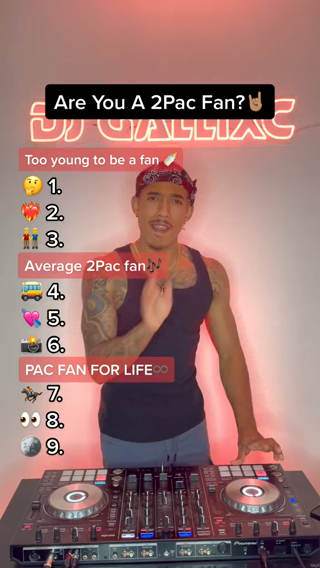 Are You A 2Pac Fan?🤘🏽
DJ GALLIXC
Too young to be a fan 🍼
🤔 1.
❤️‍🔥 2.
👬 3.
Average 2Pac fan🎶
🚌 4.
💘 5.
📸 6.
PAC FAN FOR LIFE♾
🏇 7.
👀 8.
🌑 9.
Pioneer